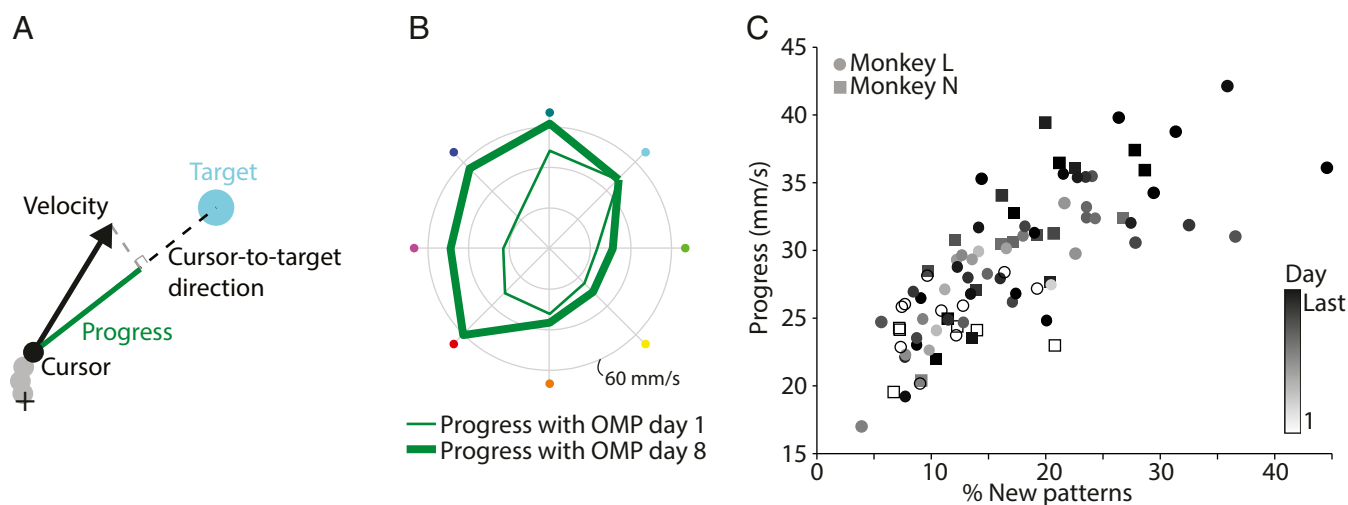 A
Target
Velocity
Cursor-to-target
direction
Progress
Cursor
B
60 mm/s
Progress with OMP day 1
Progress with OMP day 8
C
Monkey L
Monkey N
Progress (mm/s)
45
40
35
30
25
20
15
0
10
20
30
40
% New patterns
Day
Last
1